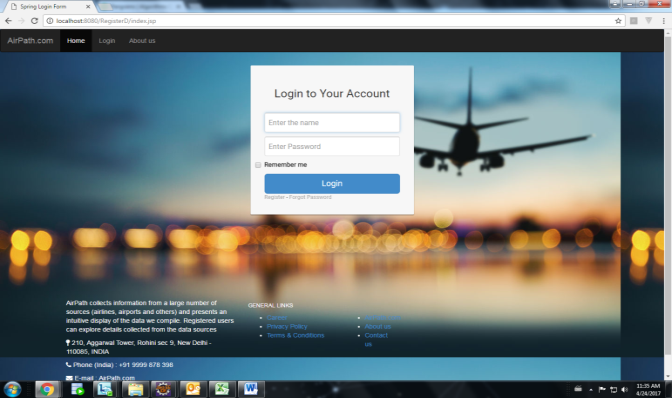 Spring Login Form
localhost:8080/RegisterD/index.jsp
AirPath.com
Home
Login
About us
Login to Your Account
Enter the name
Enter Password
Remember me
Login
Register - Forgot Password
AirPath collects information from a large number of
sources (airlines, airports and others) and presents an
intuitive display of the data we compile. Registered users
can explore details collected from the data sources
210, Aggarwal Tower, Rohini sec 9, New Delhi -
110085, INDIA
Phone (India) : +91 9999 878 398
E-mail : AirPath.com
GENERAL LINKS
Career
Privacy Policy
Terms & Conditions
About us
Contact
us
11:35 AM
4/24/2017